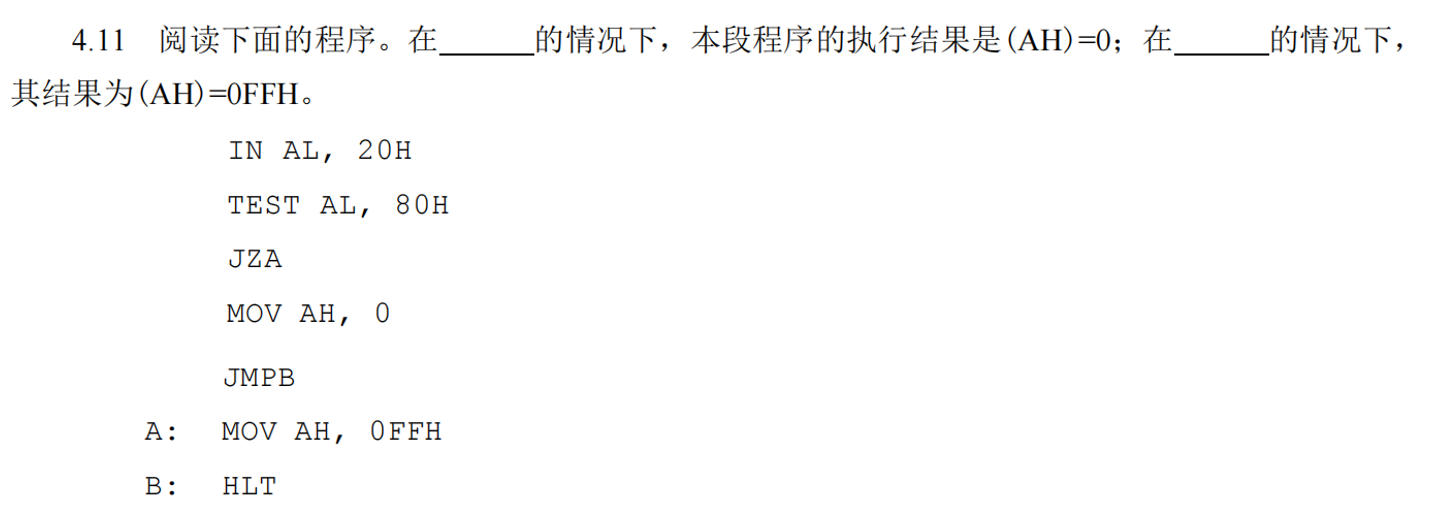 4.11 阅读下面的程序。在______的情况下，本段程序的执行结果是(AH)=0；在______的情况下，
其结果为(AH)=0FFH。
IN AL, 20H
TEST AL, 80H
JZA
MOV AH, 0
JMPB
A: MOV AH, 0FFH
B: HLT